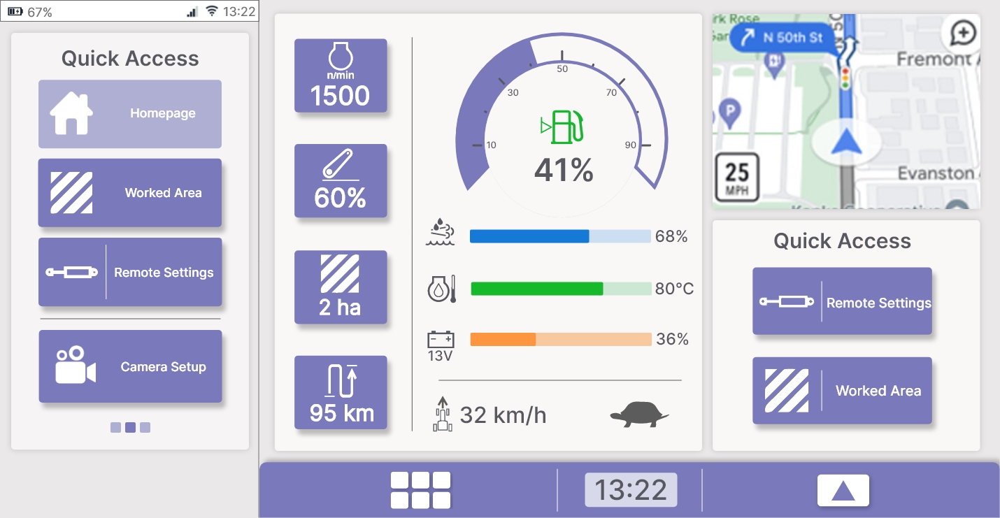 67%
13:22
Quick Access
Homepage
Worked Area
Remote Settings
Camera Setup
n/min
1500
60%
2 ha
95 km
10
30
50
70
90
41%
68%
80°C
13V
36%
32 km/h
rk Rose
Gar
N 50th St
Fremont A
P
25
MPH
Evanston
Quick Access
Remote Settings
Worked Area
13:22